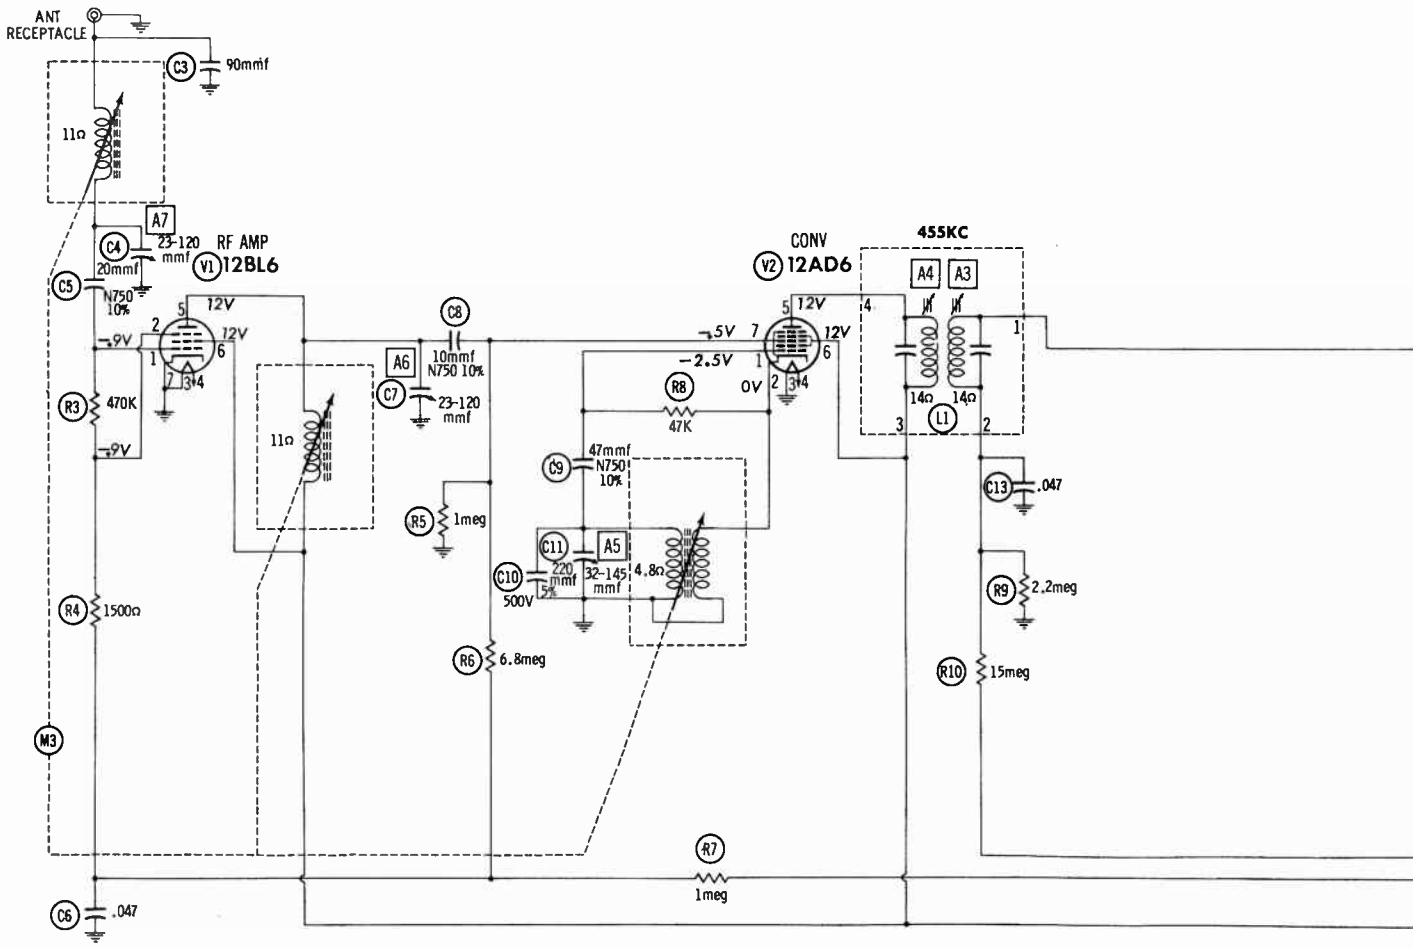 ANT
RECEPTACLE
C3
90mmf
11Ω
A7
C4
23-120
mmf
C5
20mmf
N750
10%
RF AMP
V1
12BL6
5
12V
2
-.9V
12V
1
6
7
3
4
R3
470K
-.9V
R4
1500Ω
M3
C6
.047
11Ω
A6
C7
23-120
mmf
C8
10mmf
N750 10%
R5
1meg
R6
6.8meg
CONV
V2
12AD6
5
12V
-.5V
7
12V
-2.5V
1
6
0V
2
3
4
R8
47K
C9
47mmf
N750
10%
C10
500V
C11
220
mmf
5%
A5
32-145
mmf
4.8Ω
R7
1meg
455KC
A4
A3
4
1
14Ω
14Ω
3
L1
2
C13
.047
R9
2.2meg
R10
15meg